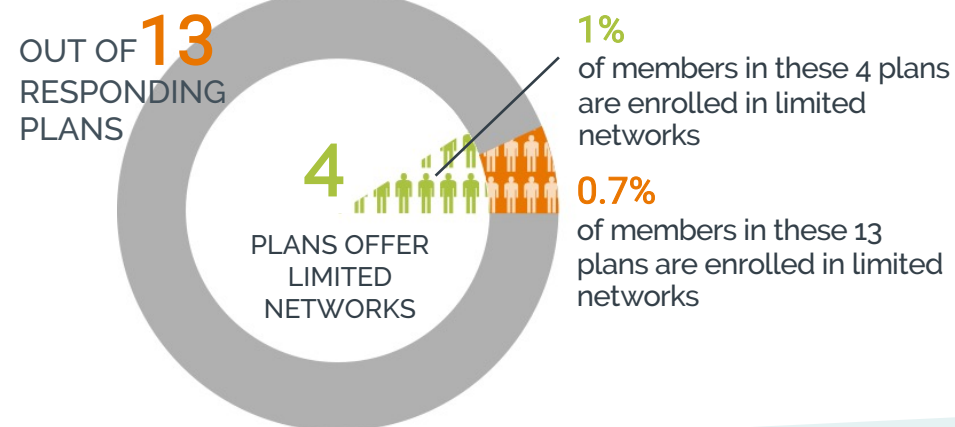 OUT OF 13
RESPONDING
PLANS
4
PLANS OFFER
LIMITED
NETWORKS
1%
of members in these 4 plans
are enrolled in limited
networks
0.7%
of members in these 13
plans are enrolled in limited
networks